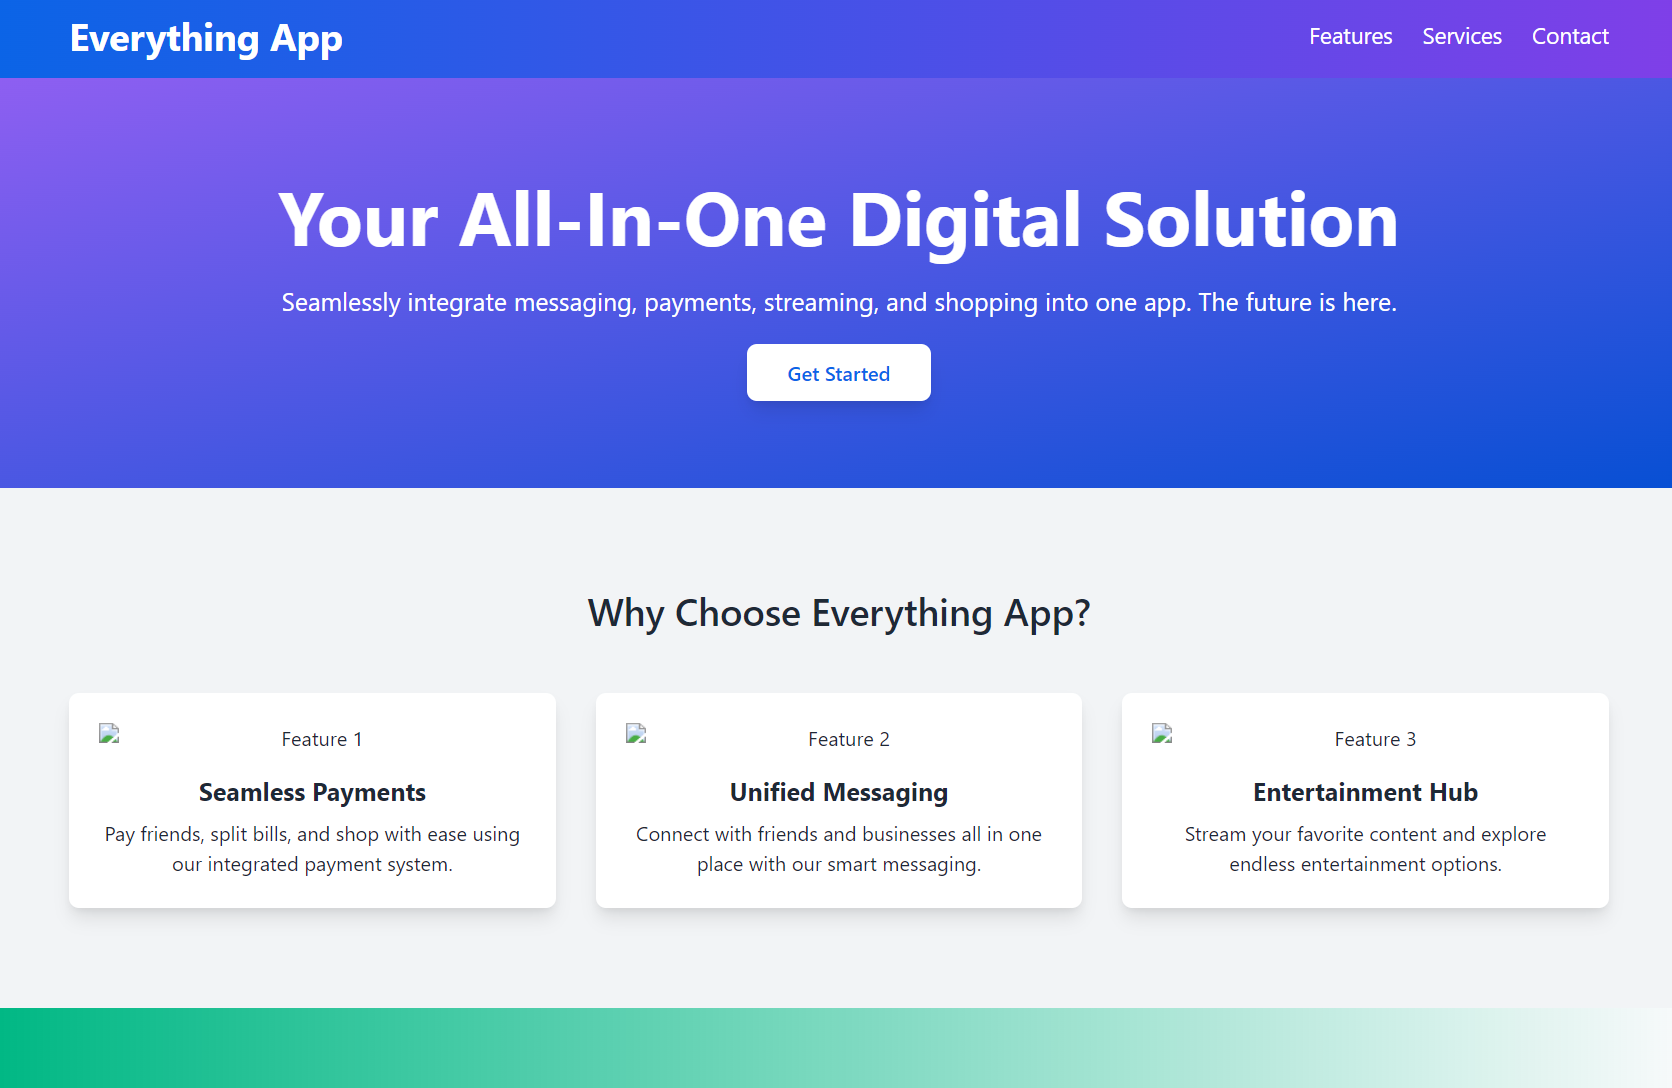 Everything App
Features Services Contact
Your All-In-One Digital Solution
Seamlessly integrate messaging, payments, streaming, and shopping into one app. The future is here.
Get Started
Why Choose Everything App?
Feature 1
Seamless Payments
Pay friends, split bills, and shop with ease using
our integrated payment system.
Feature 2
Unified Messaging
Connect with friends and businesses all in one
place with our smart messaging.
Feature 3
Entertainment Hub
Stream your favorite content and explore
endless entertainment options.